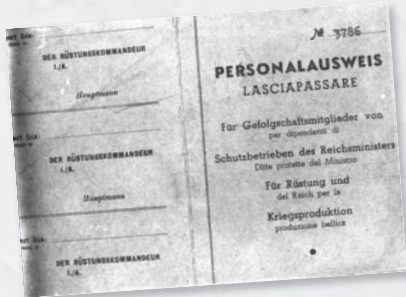 DER RÜSTUNGSKOMMANDEUR
I./A.
Hauptmann
DER RÜSTUNGSKOMMANDEUR
I./A.
Hauptmann
DER RÜSTUNGSKOMMANDEUR
I./A.
№ 3786
PERSONALAUSWEIS
LASCIAPASSARE
Für Gefolgschaftsmitglieder von
per dipendenti di
Schutzbetrieben des Reichsministers
Ditte protette del Ministro
Für Rüstung und
del Reich per la
Kriegsproduktion
produzione bellica